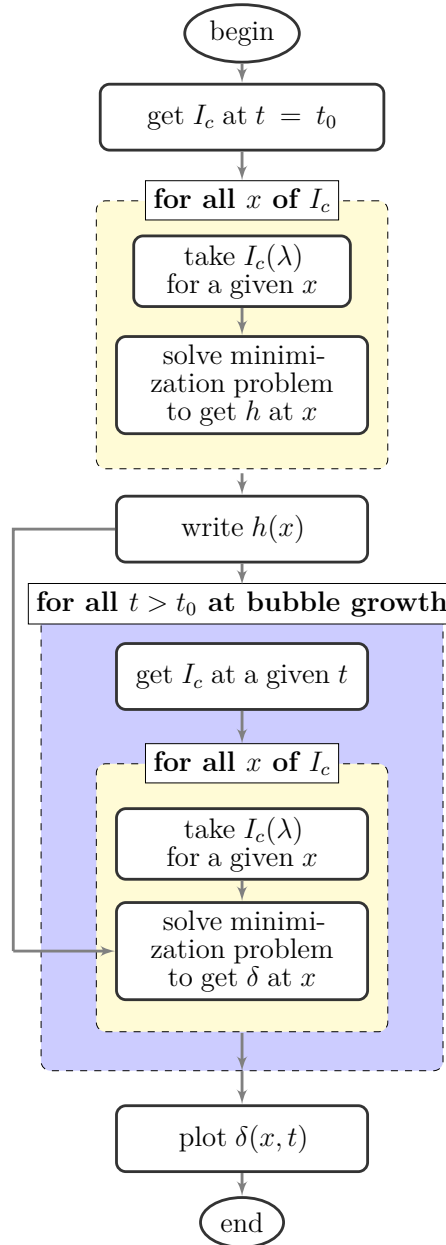 begin
get I_c at t = t_0
for all x of I_c
take I_c(λ)
for a given x
solve minimi-
zation problem
to get h at x
write h(x)
for all t > t_0 at bubble growth
get I_c at a given t
for all x of I_c
take I_c(λ)
for a given x
solve minimi-
zation problem
to get δ at x
plot δ(x, t)
end